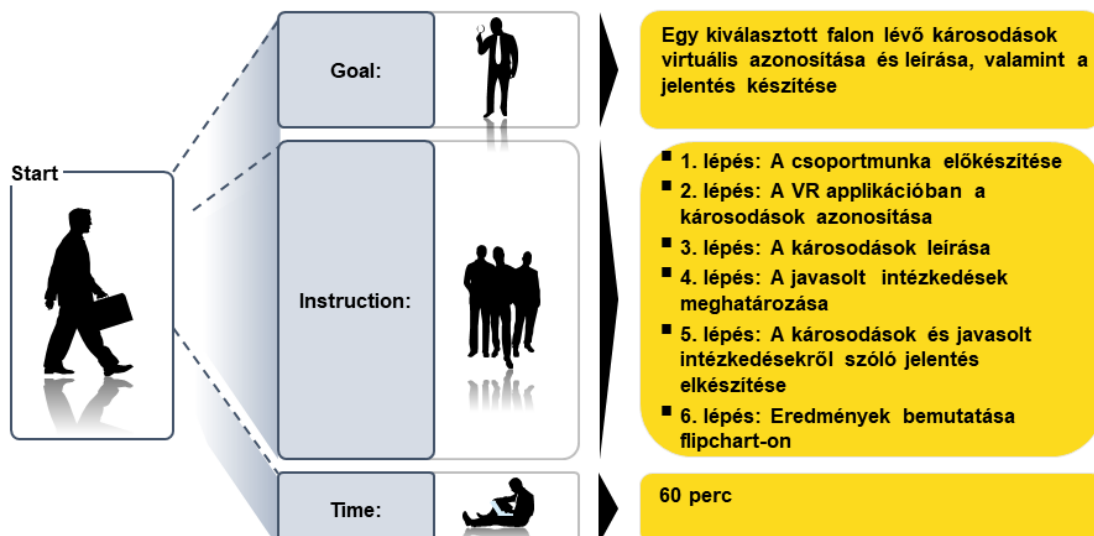 Start
Goal:
Egy kiválasztott falon lévő károsodások
virtuális azonosítása és leírása, valamint a
jelentés készítése
Instruction:
▪ 1. lépés: A csoportmunka előkészítése
▪ 2. lépés: A VR applikációban a
károsodások azonosítása
▪ 3. lépés: A károsodások leírása
▪ 4. lépés: A javasolt intézkedések
meghatározása
▪ 5. lépés: A károsodások és javasolt
intézkedésekről szóló jelentés
elkészítése
▪ 6. lépés: Eredmények bemutatása
flipchart-on
Time:
60 perc